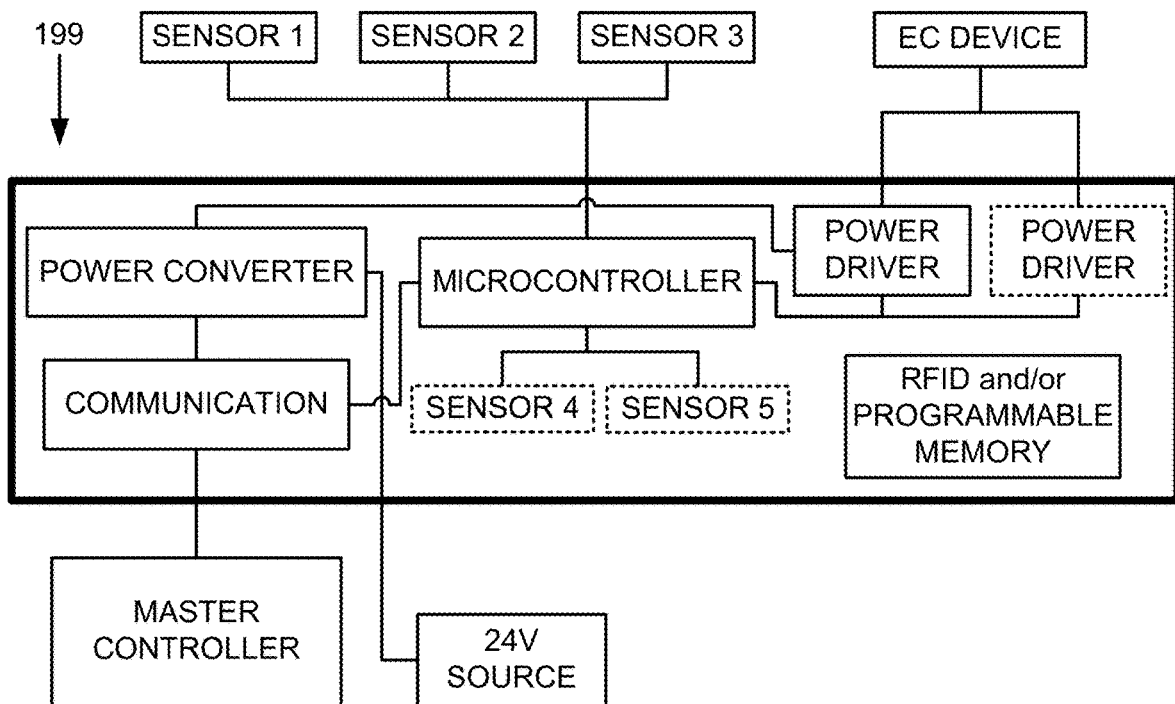 199
SENSOR 1
SENSOR 2
SENSOR 3
EC DEVICE
POWER CONVERTER
MICROCONTROLLER
POWER
DRIVER
POWER
DRIVER
COMMUNICATION
SENSOR 4
SENSOR 5
RFID and/or
PROGRAMMABLE
MEMORY
MASTER
CONTROLLER
24V
SOURCE